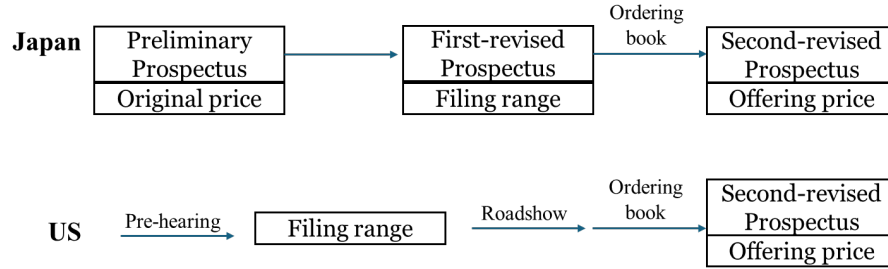 Japan
Preliminary
Prospectus
Original price
First-revised
Prospectus
Filing range
Ordering
book
Second-revised
Prospectus
Offering price
US
Pre-hearing
Filing range
Roadshow
Ordering
book
Second-revised
Prospectus
Offering price